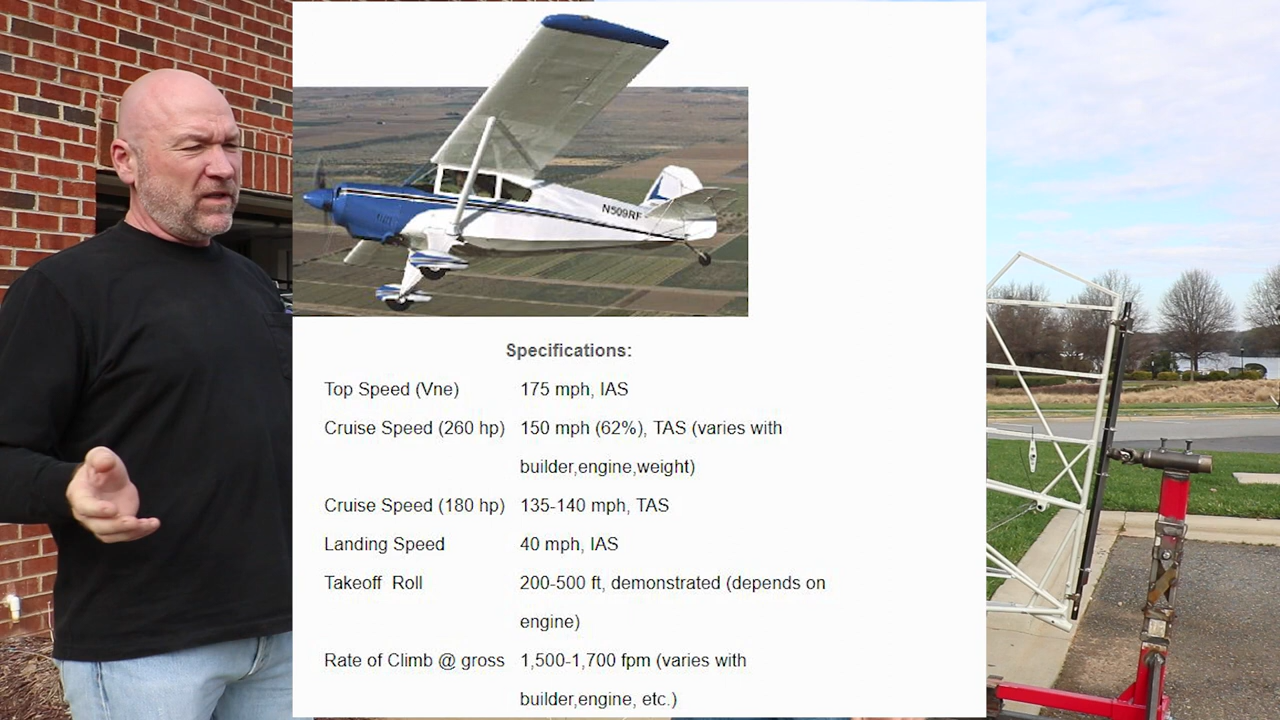 N509RF
Specifications:
Top Speed (Vne) 175 mph, IAS
Cruise Speed (260 hp) 150 mph (62%), TAS (varies with
builder,engine,weight)
Cruise Speed (180 hp) 135-140 mph, TAS
Landing Speed 40 mph, IAS
Takeoff Roll 200-500 ft, demonstrated (depends on
engine)
Rate of Climb @ gross 1,500-1,700 fpm (varies with
builder,engine, etc.)